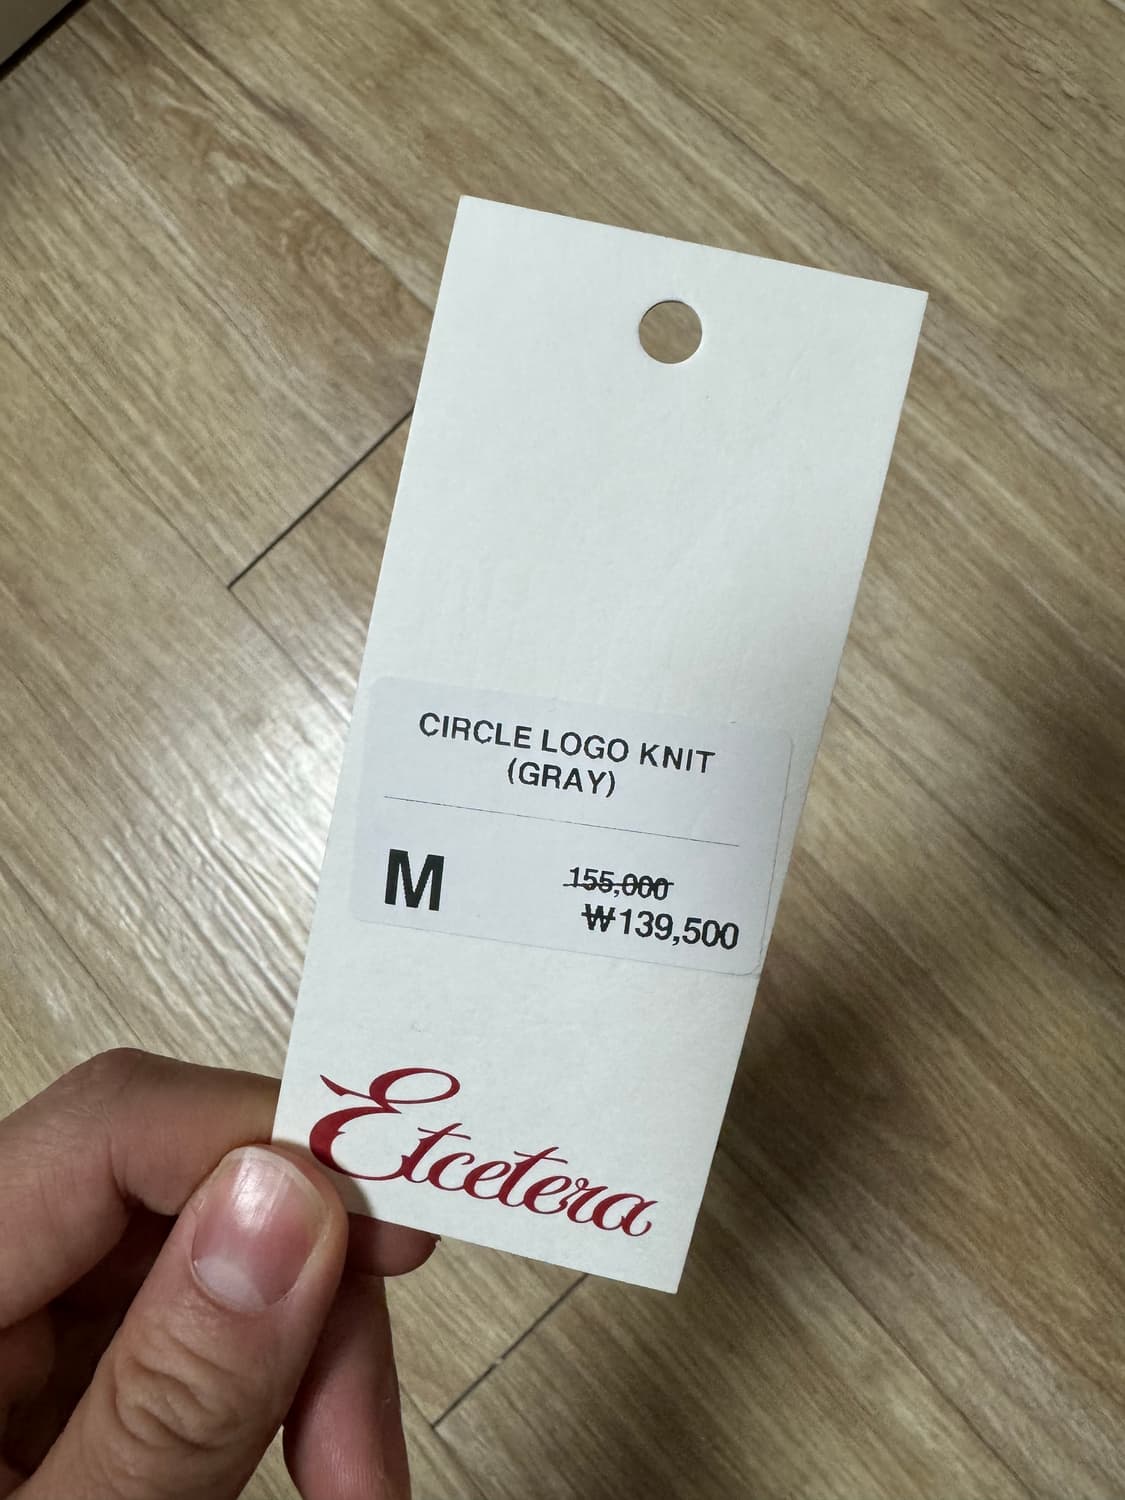 CIRCLE LOGO KNIT
(GRAY)
M
155,000
₩139,500
Etcetera